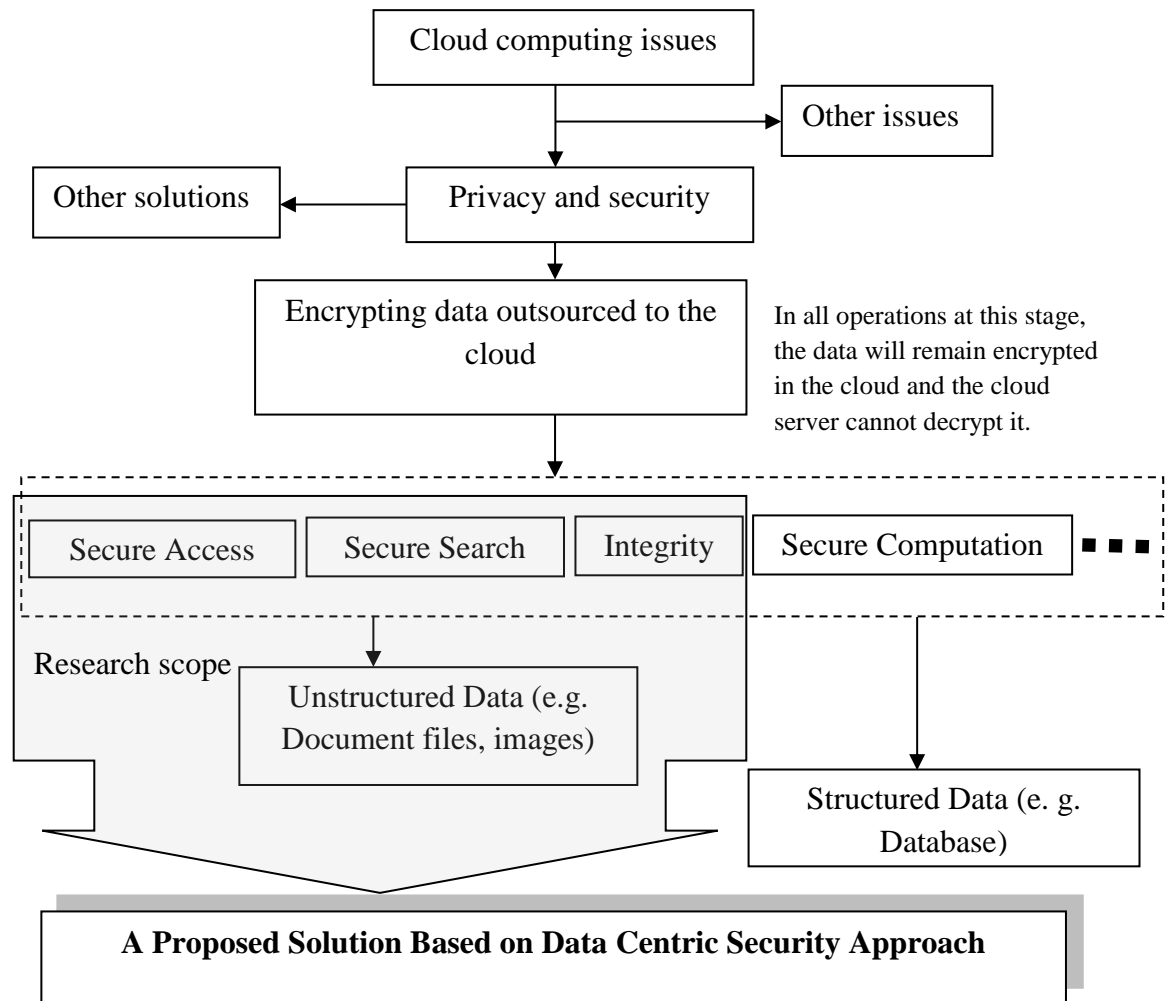 Cloud computing issues
Other issues
Other solutions
Privacy and security
Encrypting data outsourced to the
cloud
In all operations at this stage,
the data will remain encrypted
in the cloud and the cloud
server cannot decrypt it.
Secure Access
Secure Search
Integrity
Secure Computation
Research scope
Unstructured Data (e.g.
Document files, images)
Structured Data (e. g.
Database)
A Proposed Solution Based on Data Centric Security Approach